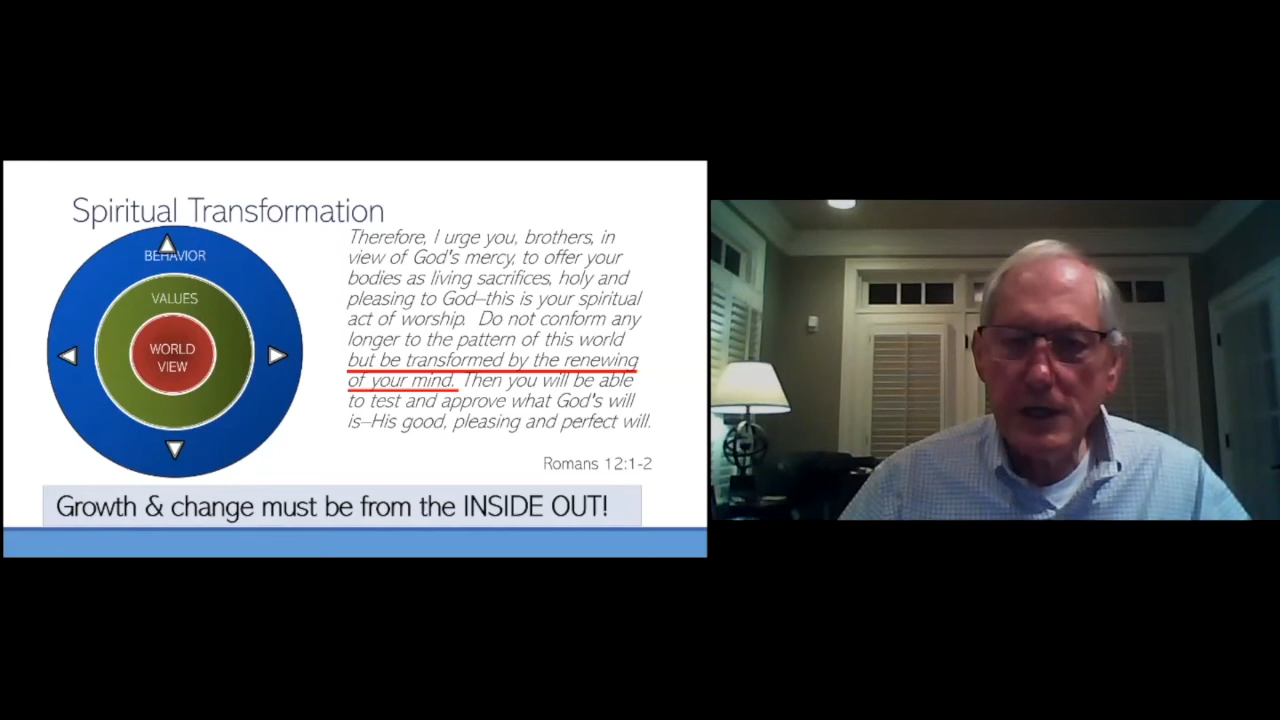 Spiritual Transformation
BEHAVIOR
VALUES
WORLD
VIEW
Therefore, I urge you, brothers, in
view of God's mercy, to offer your
bodies as living sacrifices, holy and
pleasing to God—this is your spiritual
act of worship. Do not conform any
longer to the pattern of this world
but be transformed by the renewing
of your mind. Then you will be able
to test and approve what God's will
is—His good, pleasing and perfect will.
Romans 12:1-2
Growth & change must be from the INSIDE OUT!